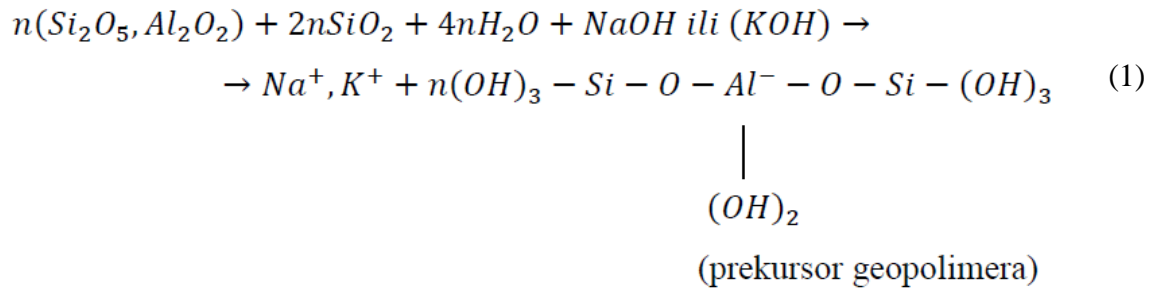 n(Si₂O₅, Al₂O₂) + 2nSiO₂ + 4nH₂O + NaOH ili (KOH) →
→ Na⁺, K⁺ + n(OH)₃ − Si − O − Al⁻ − O − Si − (OH)₃ (1)
|
(OH)₂
(prekursor geopolimera)